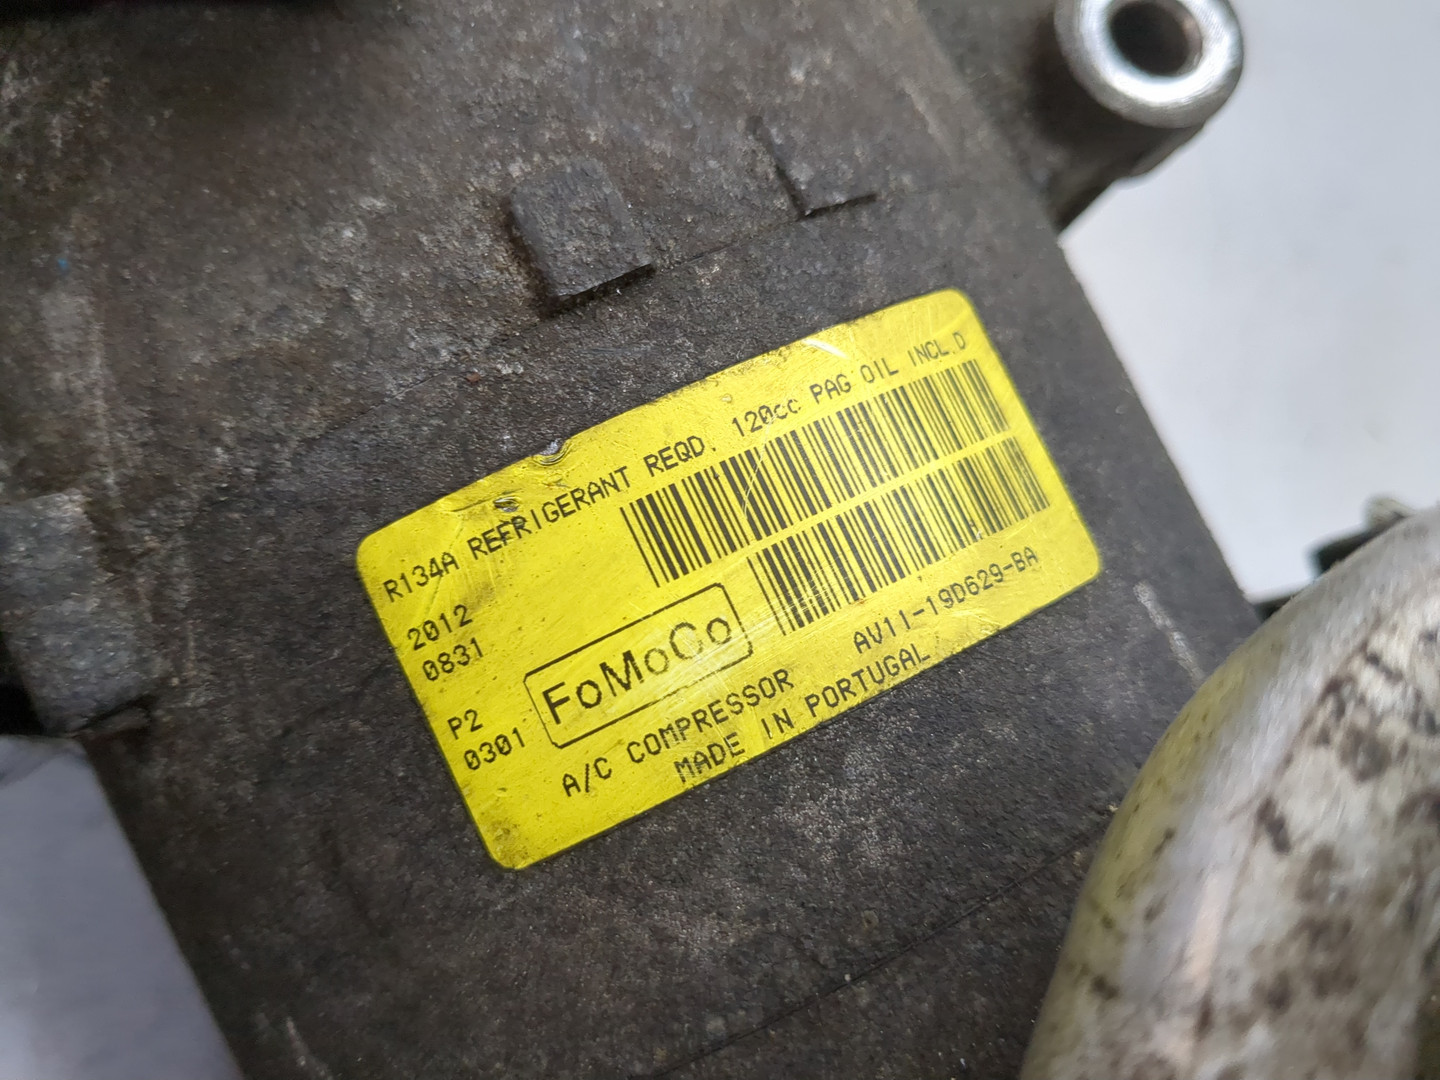 R134A REFRIGERANT REQD. 120cc PAG OIL INCL.D
2012
0831
P2
0301
FoMoCo
AV11-19D629-BA
A/C COMPRESSOR
MADE IN PORTUGAL